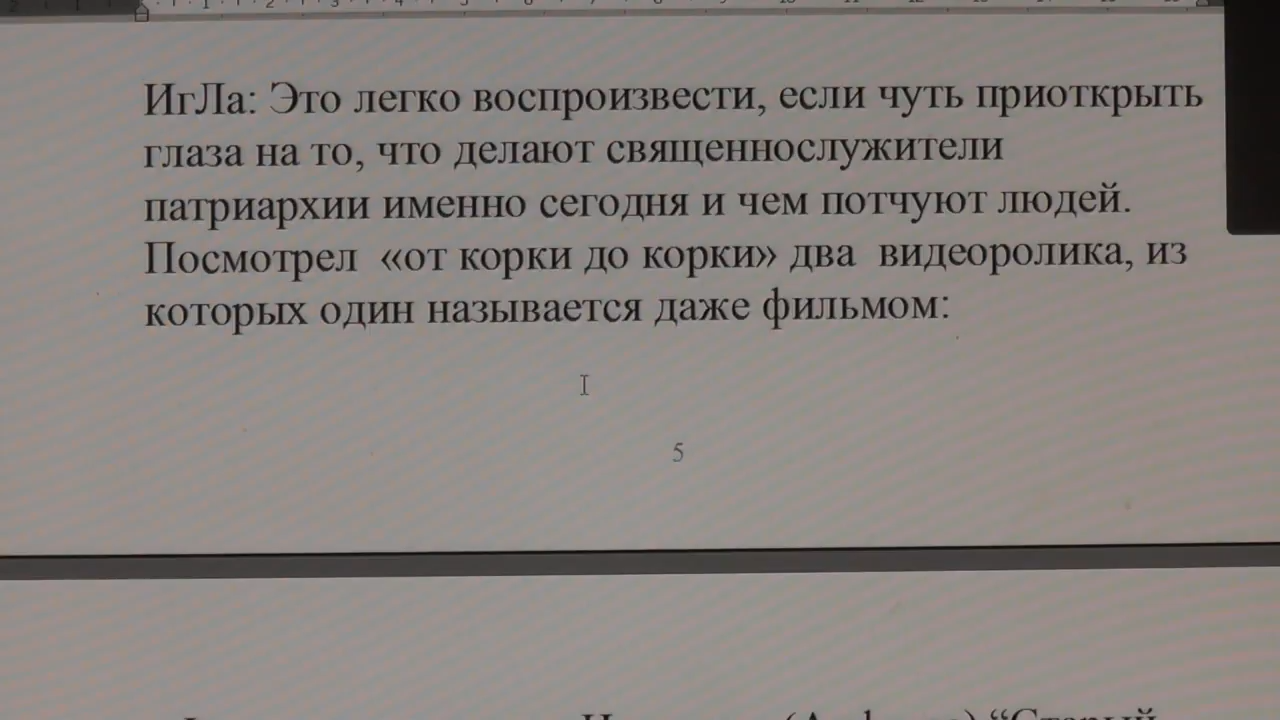 ИгЛа: Это легко воспроизвести, если чуть приоткрыть
глаза на то, что делают священнослужители
патриархии именно сегодня и чем потчуют людей.
Посмотрел «от корки до корки» два видеоролика, из
которых один называется даже фильмом:
5
“Старый